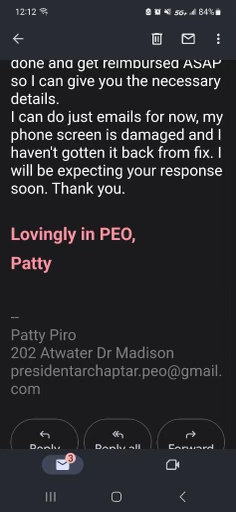 12:12
5G 84%
done and get reimbursed ASAP
so I can give you the necessary
details.
I can do just emails for now, my
phone screen is damaged and I
haven't gotten it back from fix. I
will be expecting your response
soon. Thank you.
Lovingly in PEO,
Patty
--
Patty Piro
202 Atwater Dr Madison
presidentarchaptar.peo@gmail.
com
Reply Reply all Forward
3